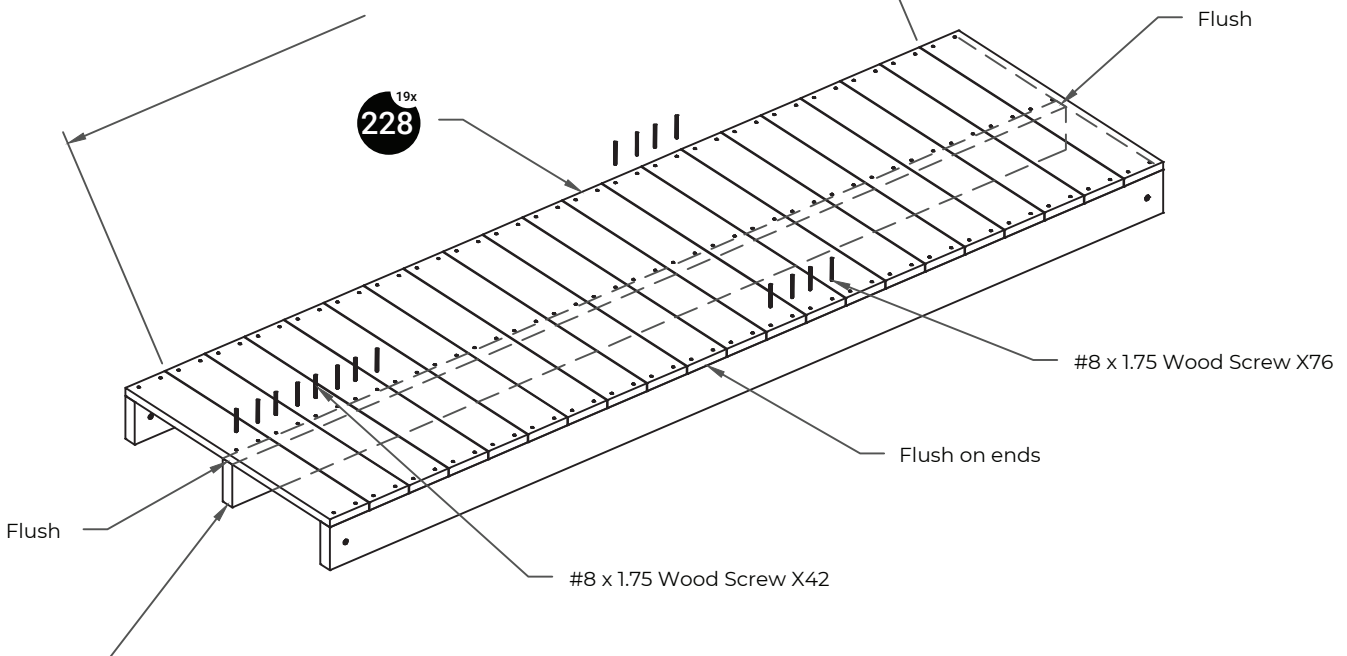 Flush
19x
228
#8 x 1.75 Wood Screw X76
Flush on ends
Flush
#8 x 1.75 Wood Screw X42